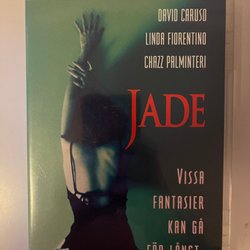 DAVID CARUSO
LINDA FIORENTINO
CHAZZ PALMINTERI
JADE
VISSA
FANTASIER
KAN GÅ
FÖR LÅNGT...